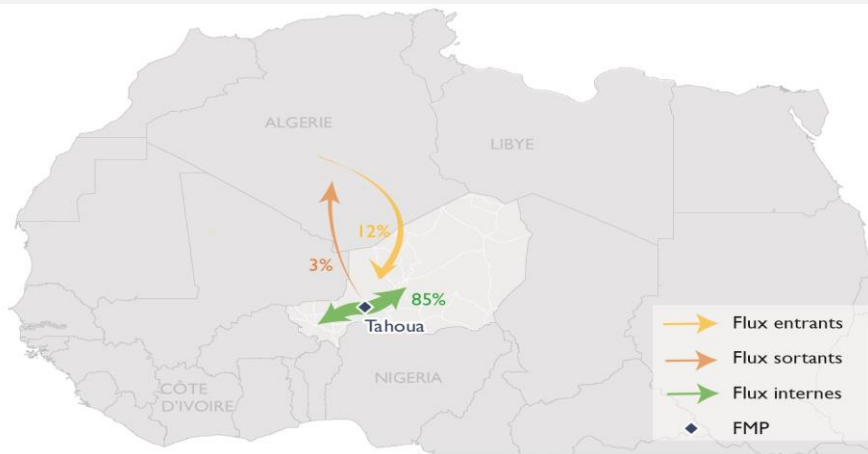 ALGERIE
LIBYE
12%
3%
85%
Tahoua
NIGERIA
CÔTE
D'IVOIRE
Flux entrants
Flux sortants
Flux internes
FMP